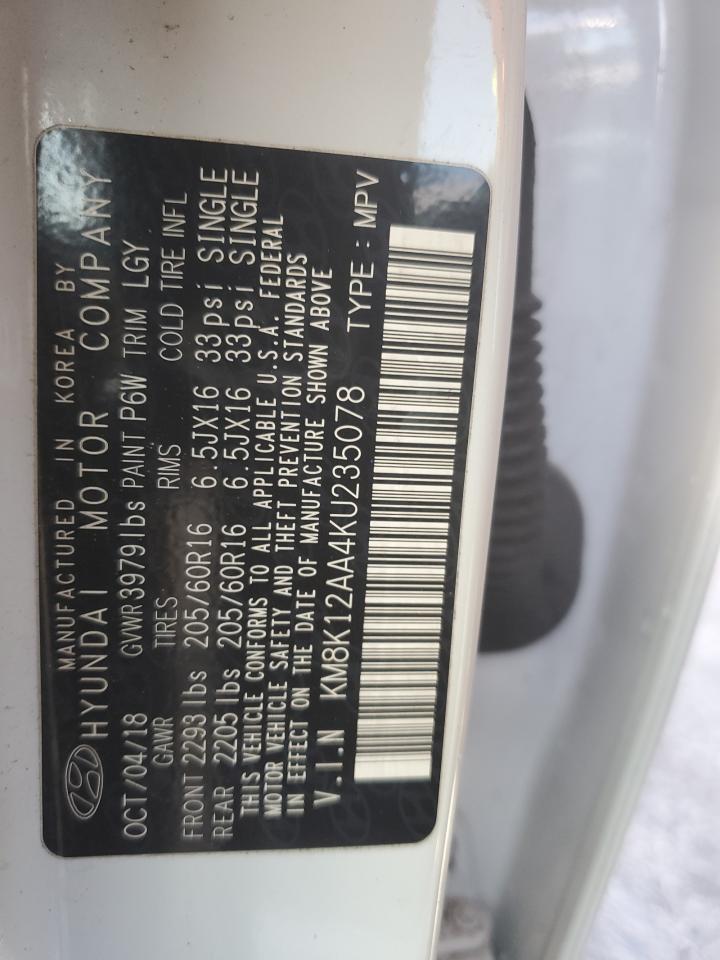 MANUFACTURED IN KOREA BY
HYUNDAI MOTOR COMPANY
OCT/04/18 GVWR3979lbs PAINT P6W TRIM LGY
GAWR TIRES RIMS COLD TIRE INFL
FRONT 2293lbs 205/60R16 6.5JX16 33psi SINGLE
REAR 2205lbs 205/60R16 6.5JX16 33psi SINGLE
THIS VEHICLE CONFORMS TO ALL APPLICABLE U.S.A. FEDERAL
MOTOR VEHICLE SAFETY AND THEFT PREVENTION STANDARDS
IN EFFECT ON THE DATE OF MANUFACTURE SHOWN ABOVE
V.I.N KM8K12AA4KU235078 TYPE : MPV